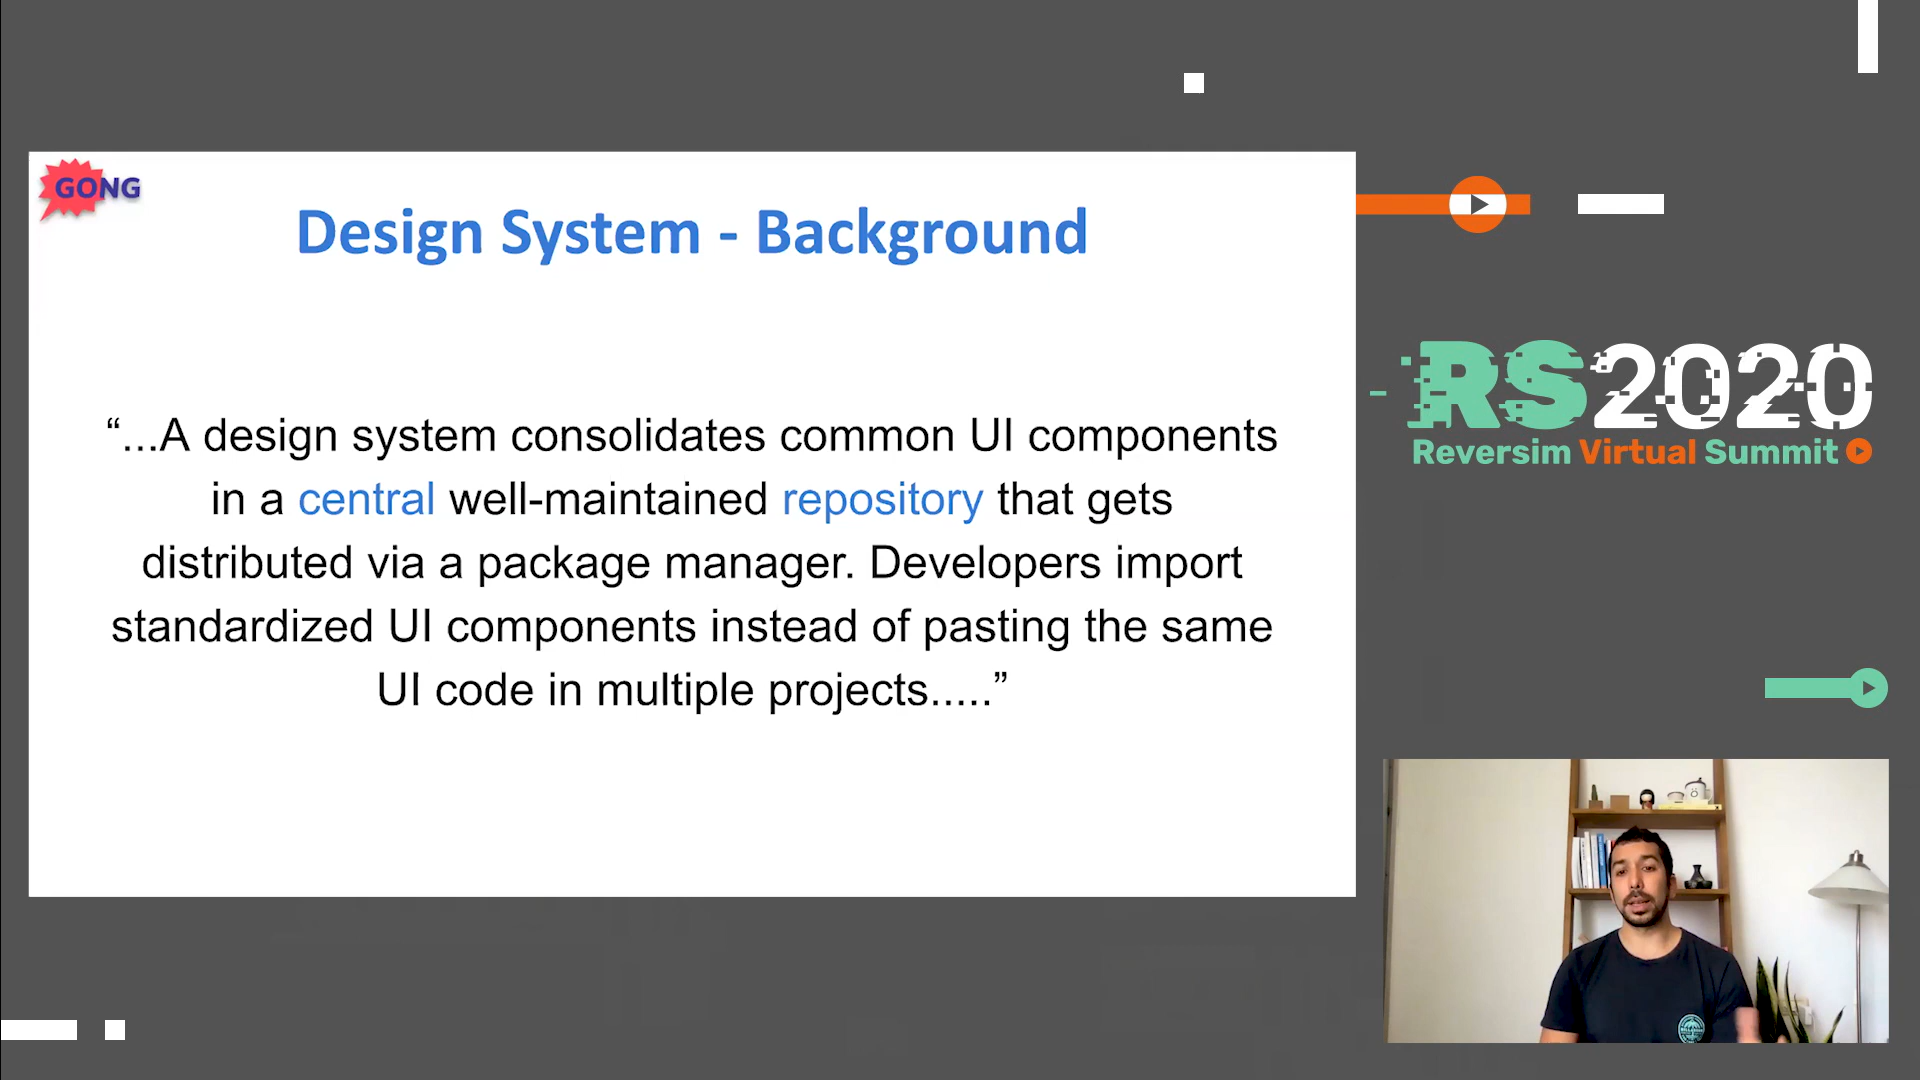 GONG
Design System - Background
“...A design system consolidates common UI components
in a central well-maintained repository that gets
distributed via a package manager. Developers import
standardized UI components instead of pasting the same
UI code in multiple projects.....”
RS2020
Reversim Virtual Summit